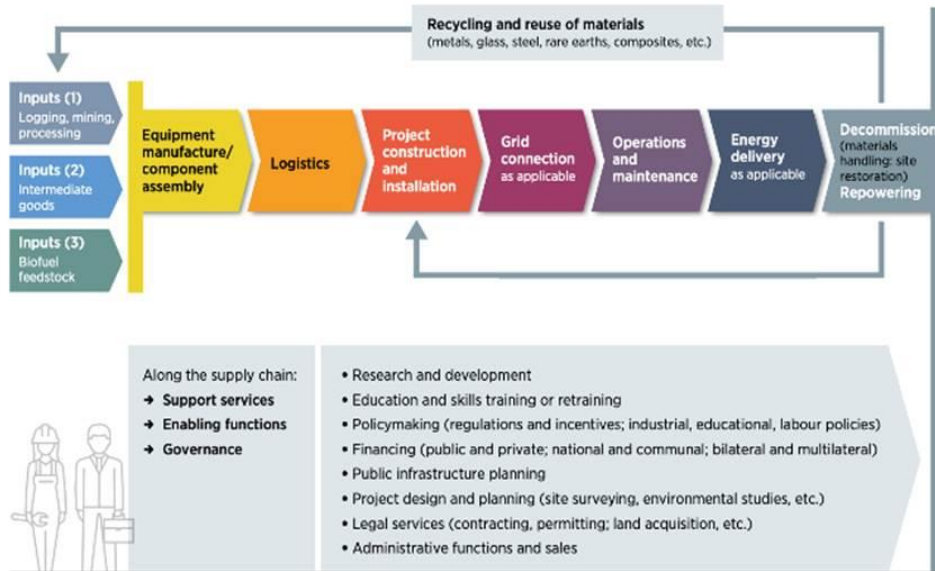 Recycling and reuse of materials
(metals, glass, steel, rare earths, composites, etc.)
Inputs (1)
Logging, mining,
processing
Inputs (2)
Intermediate
goods
Inputs (3)
Biofuel
feedstock
Equipment
manufacture/
component
assembly
Logistics
Project
construction
and
installation
Grid
connection
as applicable
Operations
and
maintenance
Energy
delivery
as applicable
Decommission
(materials
handling: site
restoration)
Repowering
Along the supply chain:
→ Support services
→ Enabling functions
→ Governance
• Research and development
• Education and skills training or retraining
• Policymaking (regulations and incentives; industrial, educational, labour policies)
• Financing (public and private; national and communal; bilateral and multilateral)
• Public infrastructure planning
• Project design and planning (site surveying, environmental studies, etc.)
• Legal services (contracting, permitting; land acquisition, etc.)
• Administrative functions and sales